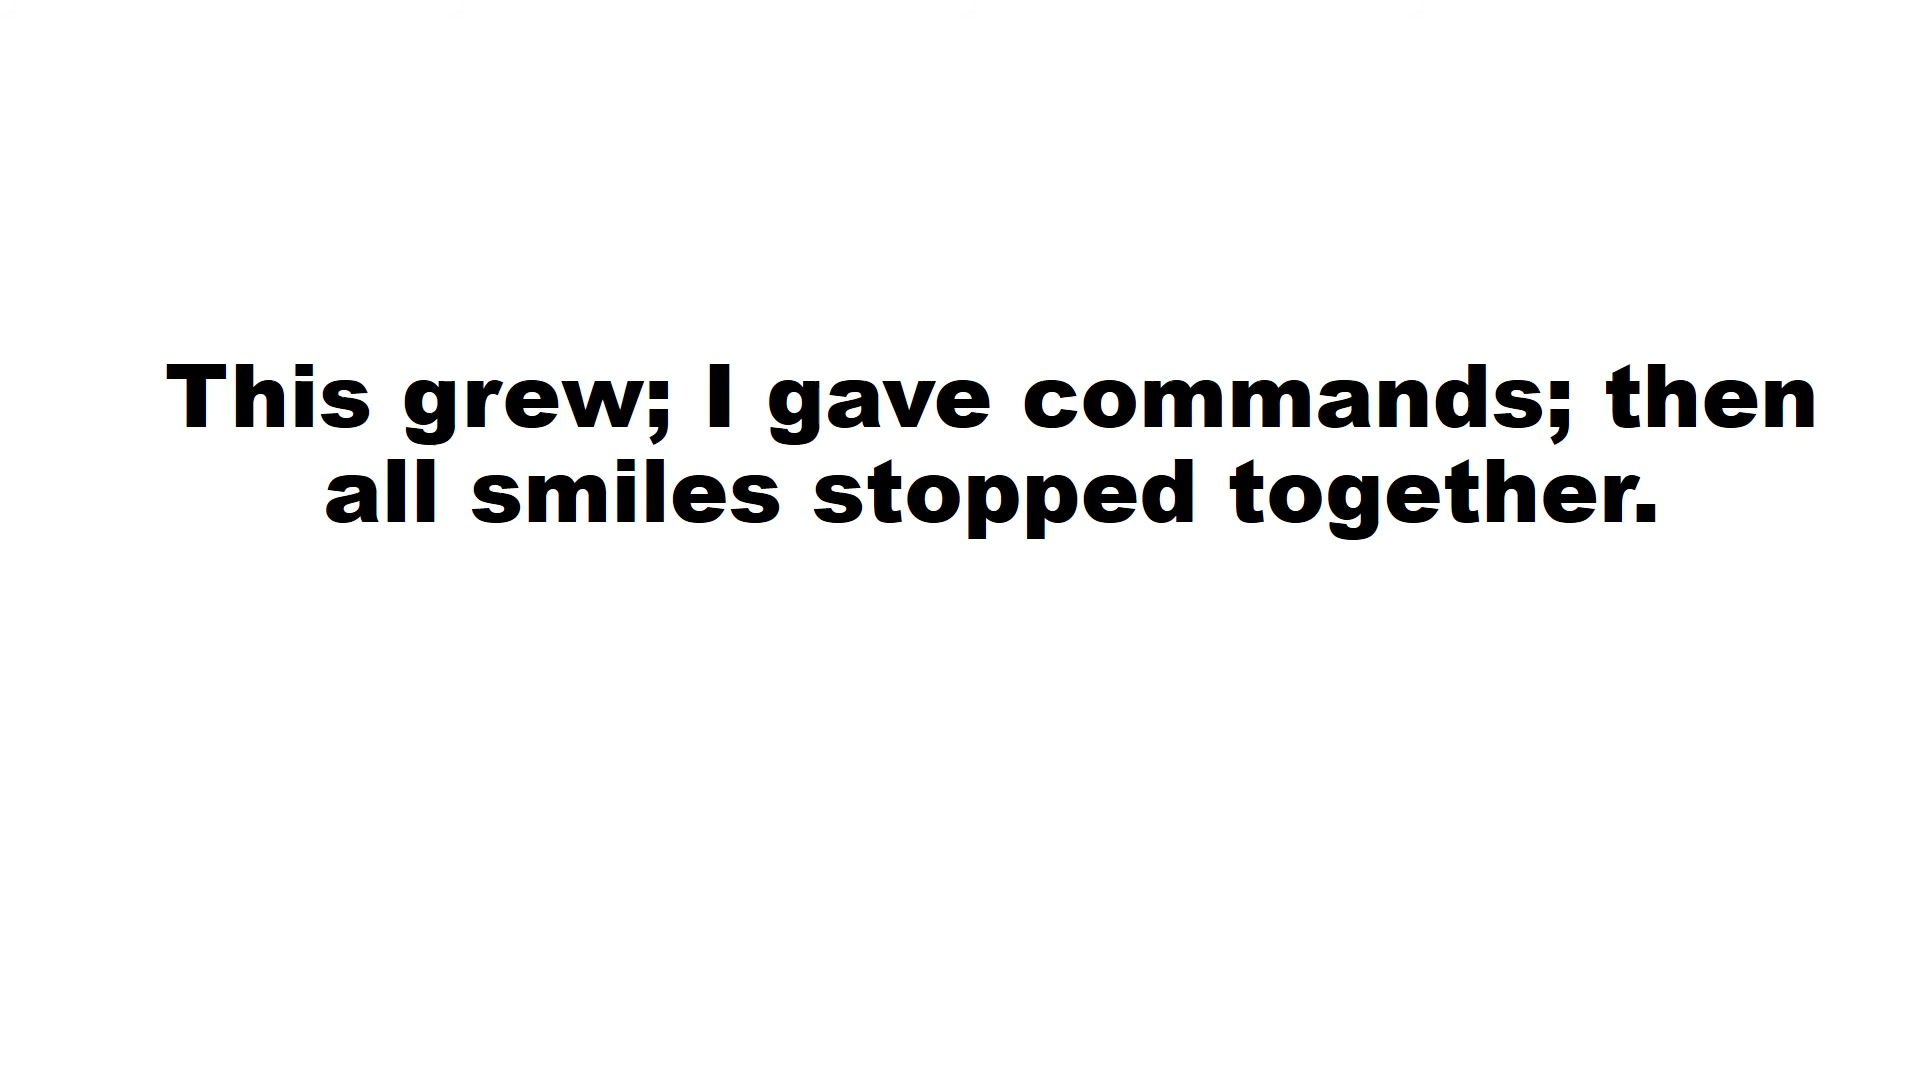 This grew; I gave commands; then
all smiles stopped together.